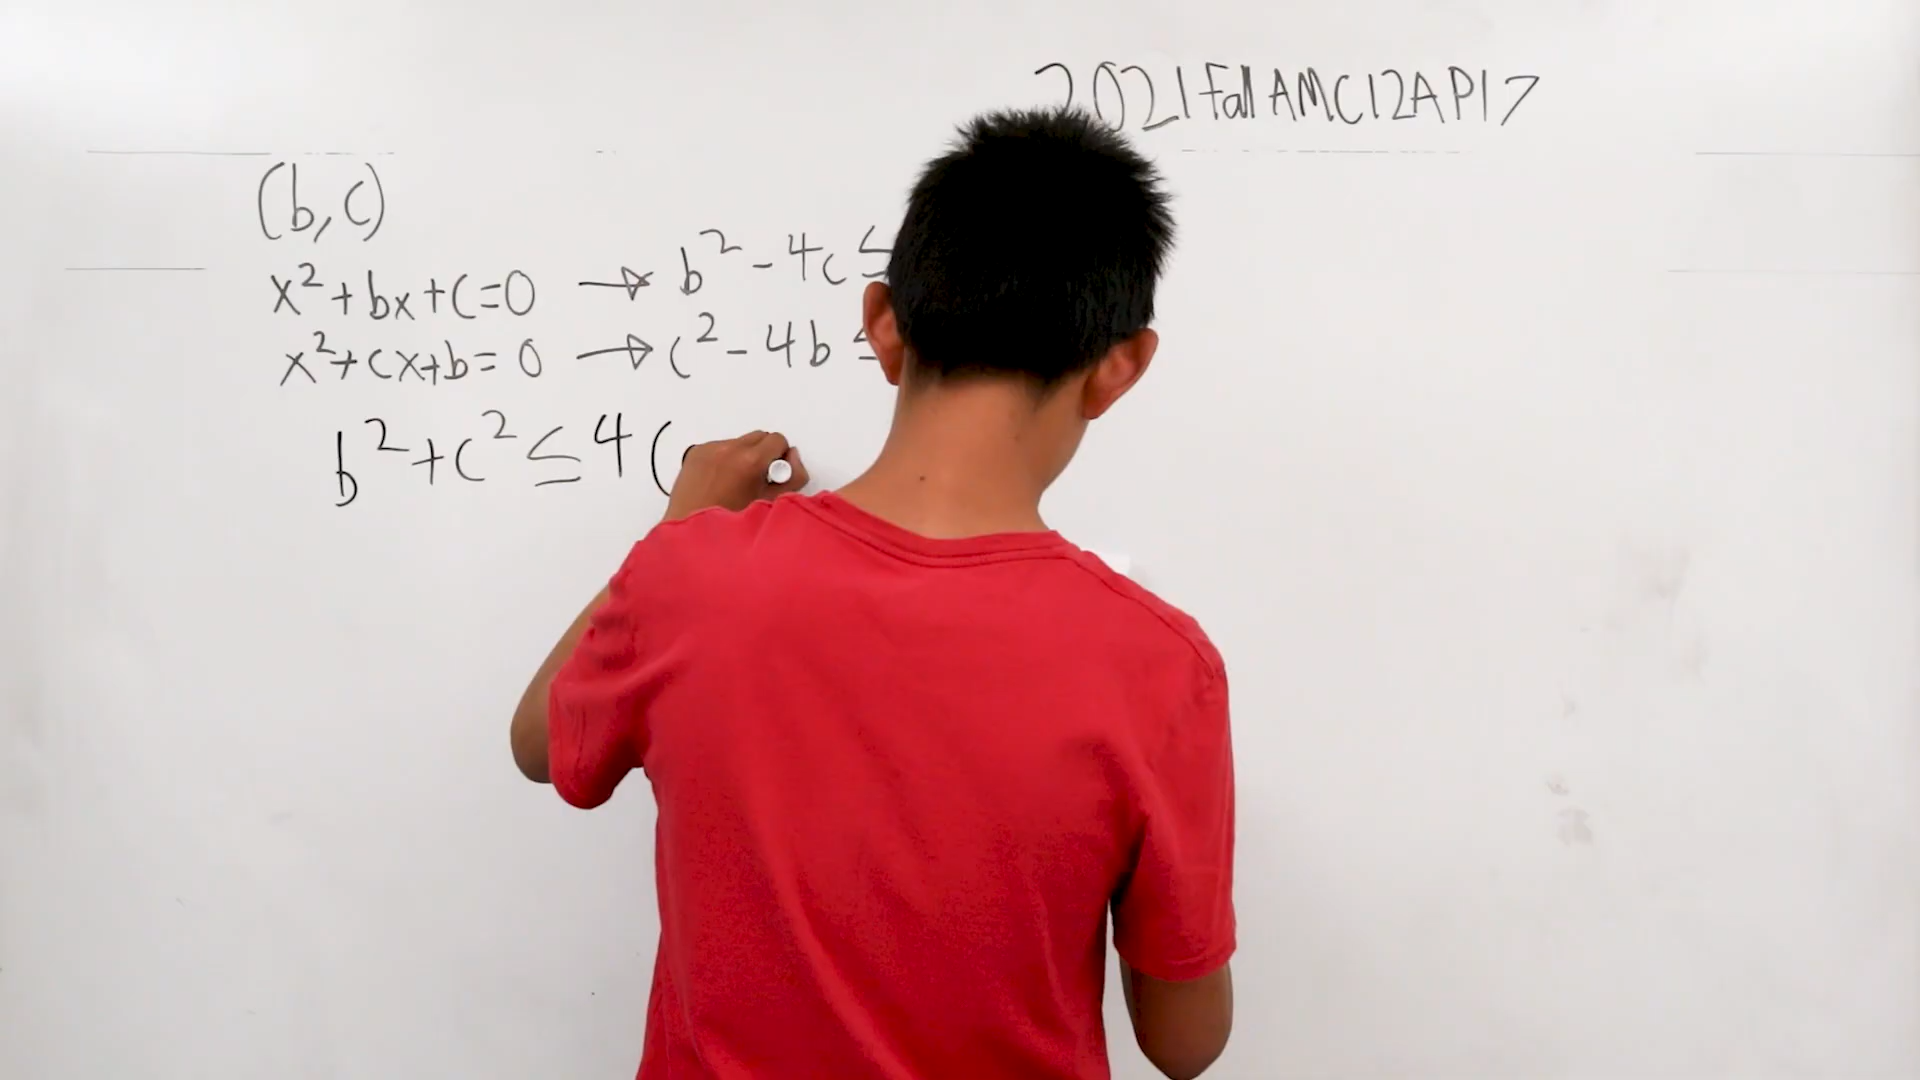 2021 Fall AMC12A P17
(b,c)
x²+bx+c=0 → b²-4c ≤
x²+cx+b=0 → c²-4b ≤
b²+c² ≤ 4(